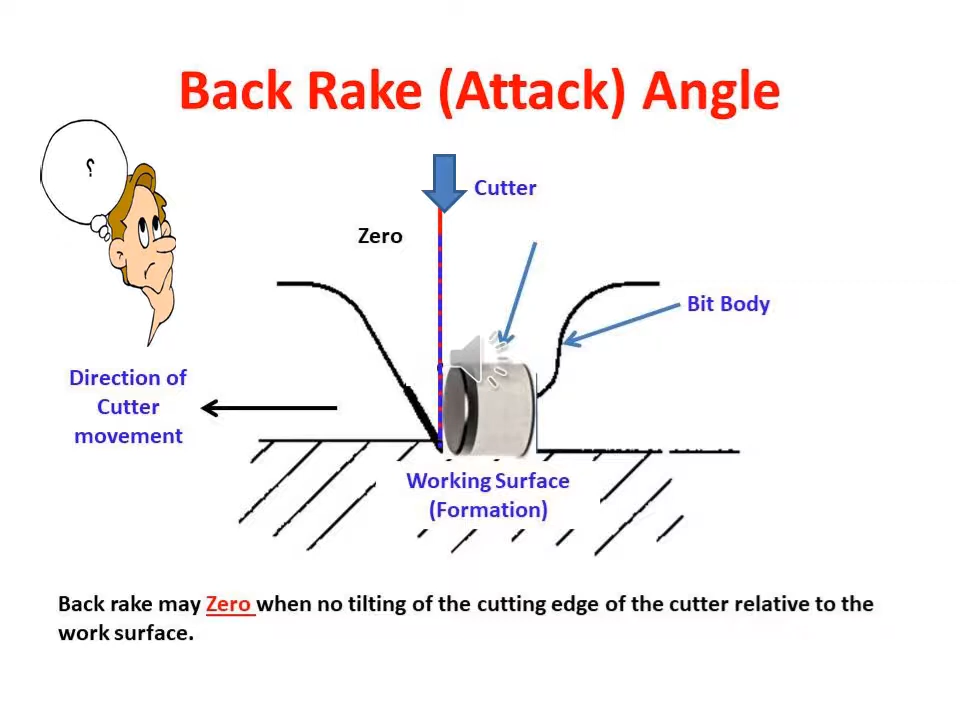 Back Rake (Attack) Angle
؟
Cutter
Zero
Bit Body
Direction of
Cutter
movement
Working Surface
(Formation)
Back rake may Zero when no tilting of the cutting edge of the cutter relative to the
work surface.